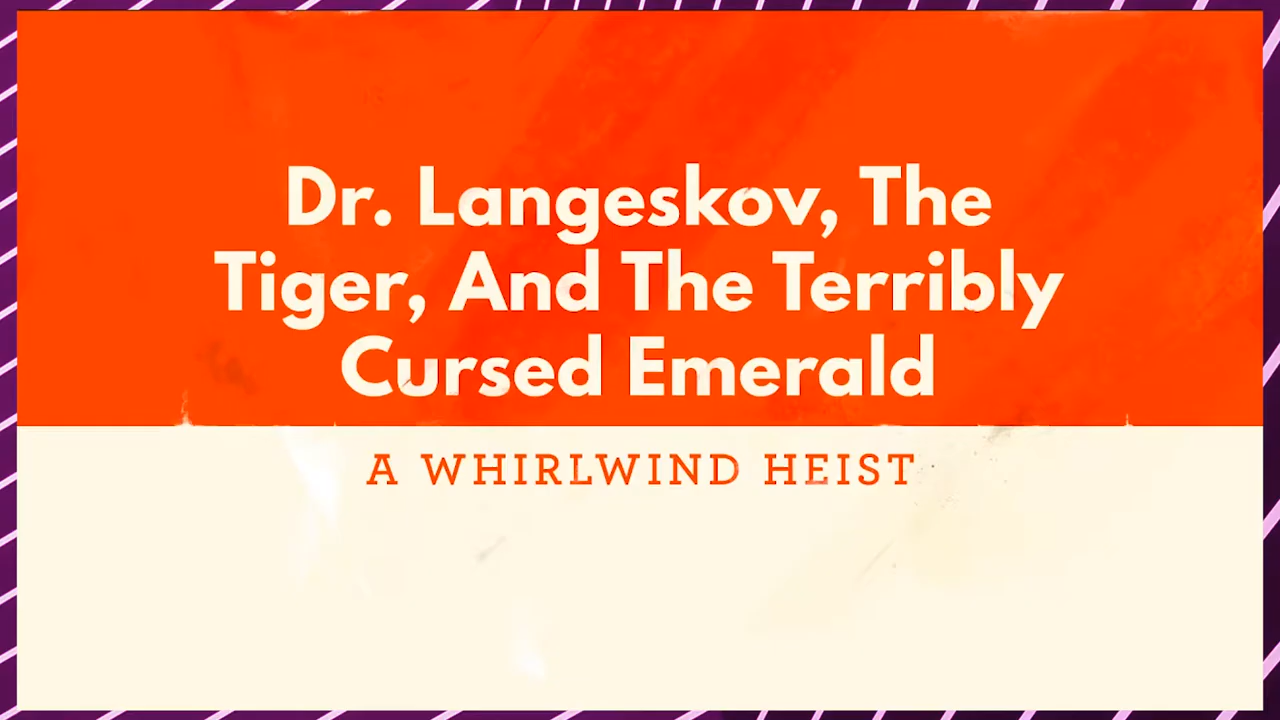 Dr. Langeskov, The
Tiger, And The Terribly
Cursed Emerald
A WHIRLWIND HEIST